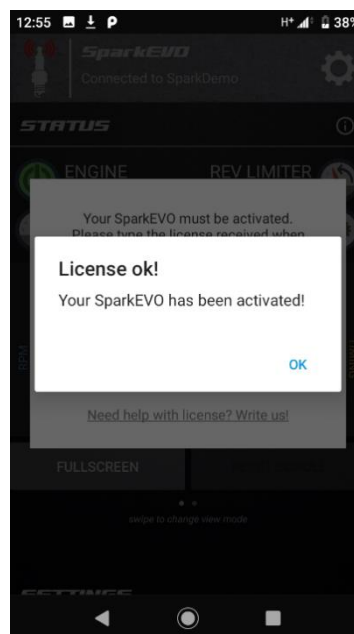 12:55
H+
38%
SparkEVO
Connected to SparkDemo
STATUS
ENGINE
REV LIMITER
Your SparkEVO must be activated.
Please type the license received when
License ok!
Your SparkEVO has been activated!
RPM
OK
Need help with license? Write us!
FULLSCREEN
swipe to change view mode
SETTINGS